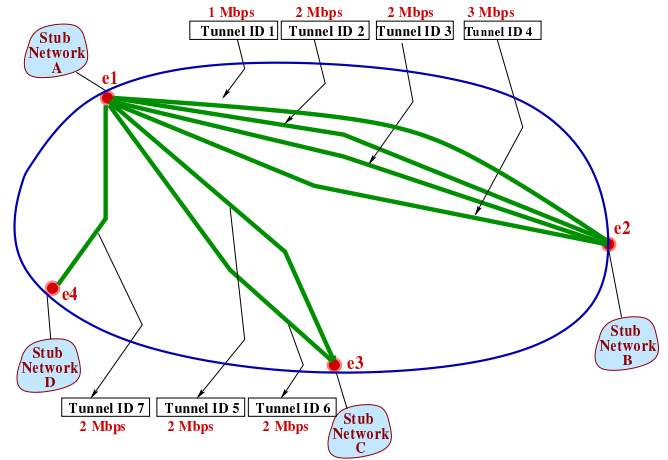 1 Mbps
2 Mbps
2 Mbps
3 Mbps
Tunnel ID 1
Tunnel ID 2
Tunnel ID 3
Tunnel ID 4
Stub
Network
A
e1
e2
e4
e3
Stub
Network
B
Stub
Network
D
Tunnel ID 7
Tunnel ID 5
Tunnel ID 6
2 Mbps
2 Mbps
2 Mbps
Stub
Network
C